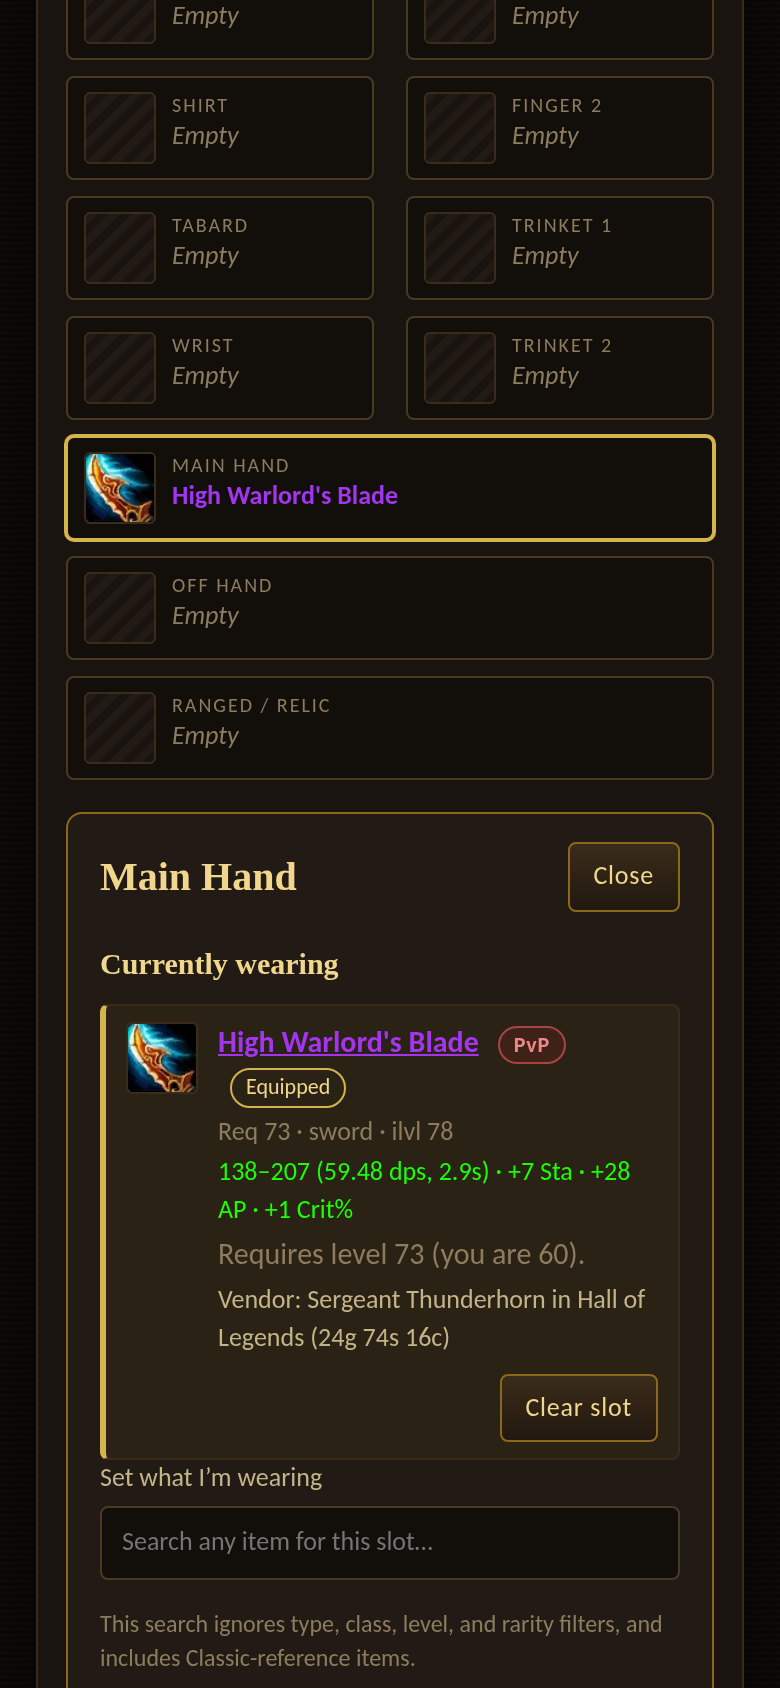 Empty
Empty
SHIRT
Empty
FINGER 2
Empty
TABARD
Empty
TRINKET 1
Empty
WRIST
Empty
TRINKET 2
Empty
MAIN HAND
High Warlord's Blade
OFF HAND
Empty
RANGED / RELIC
Empty
Main Hand
Close
Currently wearing
High Warlord's Blade PvP
Equipped
Req 73 · sword · ilvl 78
138–207 (59.48 dps, 2.9s) · +7 Sta · +28
AP · +1 Crit%
Requires level 73 (you are 60).
Vendor: Sergeant Thunderhorn in Hall of
Legends (24g 74s 16c)
Clear slot
Set what I’m wearing
Search any item for this slot…
This search ignores type, class, level, and rarity filters, and
includes Classic-reference items.